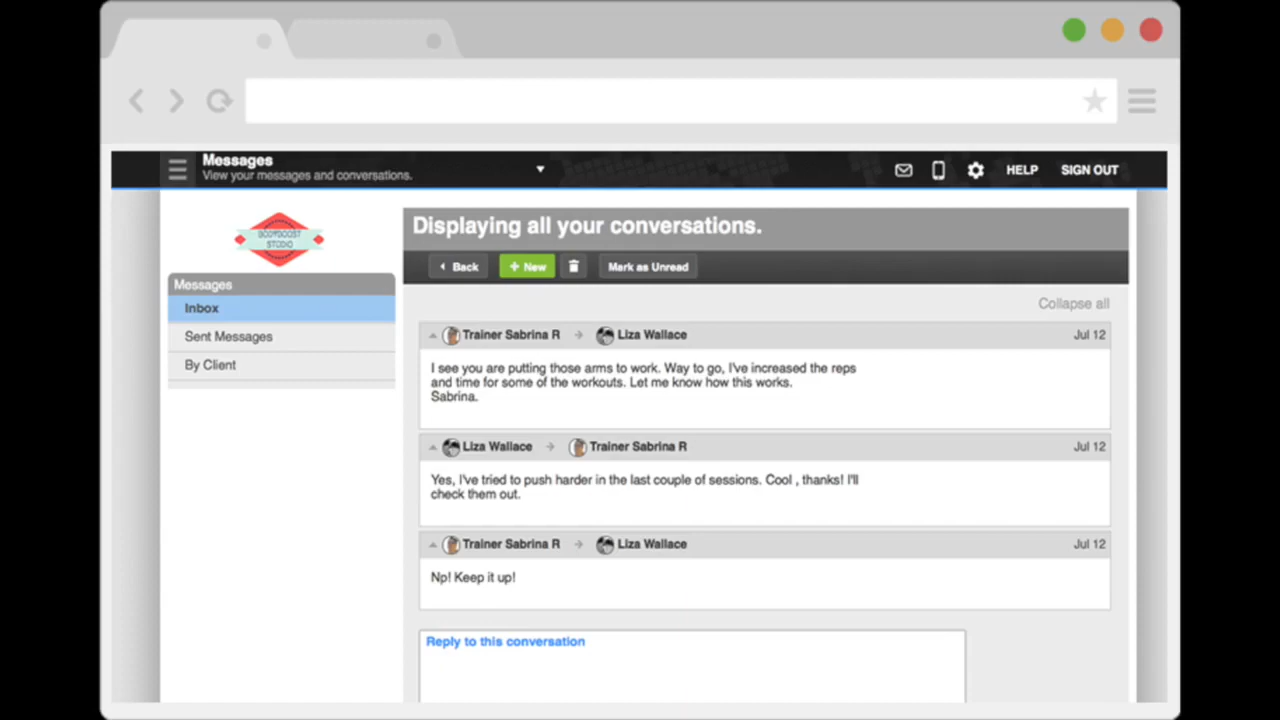 Messages
View your messages and conversations.
HELP
SIGN OUT
BODYBOOST
STUDIO
Displaying all your conversations.
Back
+ New
Mark as Unread
Messages
Inbox
Sent Messages
By Client
Collapse all
Trainer Sabrina R → Liza Wallace Jul 12
I see you are putting those arms to work. Way to go, I've increased the reps
and time for some of the workouts. Let me know how this works.
Sabrina.
Liza Wallace → Trainer Sabrina R Jul 12
Yes, I've tried to push harder in the last couple of sessions. Cool , thanks! I'll
check them out.
Trainer Sabrina R → Liza Wallace Jul 12
Np! Keep it up!
Reply to this conversation